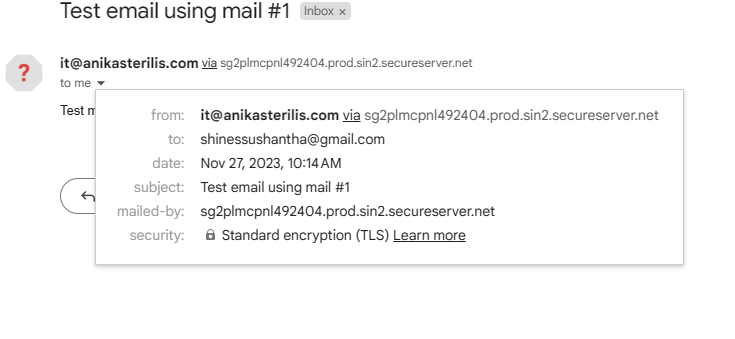 Test email using mail #1 Inbox ×
it@anikasterilis.com via sg2plmcpnl492404.prod.sin2.secureserver.net
?
to me
Test
from: it@anikasterilis.com via sg2plmcpnl492404.prod.sin2.secureserver.net
to: shinessushantha@gmail.com
date: Nov 27, 2023, 10:14 AM
subject: Test email using mail #1
mailed-by: sg2plmcpnl492404.prod.sin2.secureserver.net
security: Standard encryption (TLS) Learn more